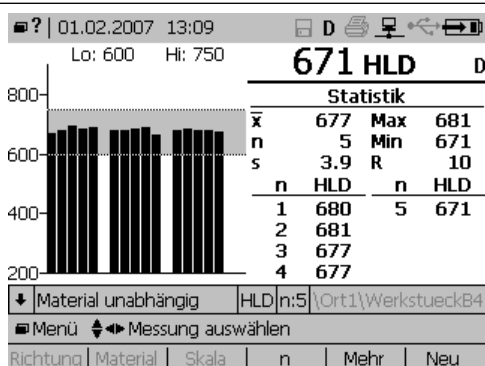 ? 01.02.2007 13:09 D
Lo: 600 Hi: 750
671 HLD D
800
600
400
200
Statistik
x̅ 677 Max 681
n 5 Min 671
s 3.9 R 10
n HLD n HLD
1 680 5 671
2 681
3 677
4 677
Material unabhängig HLD n:5 \Ort1\WerkstueckB4
Menü Messung auswählen
Richtung Material Skala n Mehr Neu